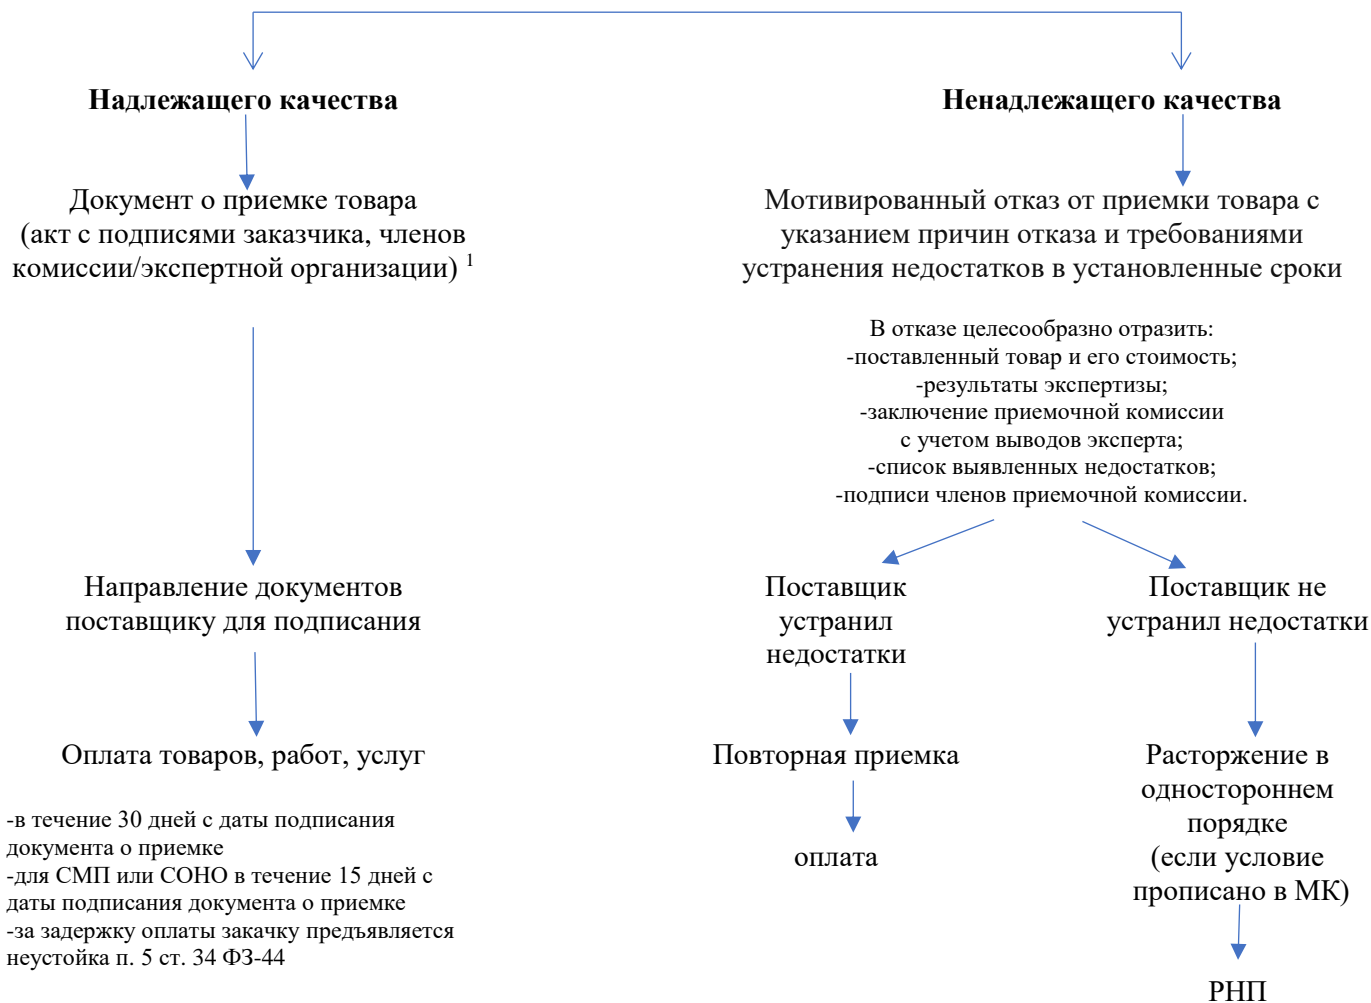 Надлежащего качества
Документ о приемке товара
(акт с подписями заказчика, членов
комиссии/экспертной организации) 1
Направление документов
поставщику для подписания
Оплата товаров, работ, услуг
-в течение 30 дней с даты подписания
документа о приемке
-для СМП или СОНО в течение 15 дней с
даты подписания документа о приемке
-за задержку оплаты закачку предъявляется
неустойка п. 5 ст. 34 ФЗ-44
Ненадлежащего качества
Мотивированный отказ от приемки товара с
указанием причин отказа и требованиями
устранения недостатков в установленные сроки
В отказе целесообразно отразить:
-поставленный товар и его стоимость;
-результаты экспертизы;
-заключение приемочной комиссии
с учетом выводов эксперта;
-список выявленных недостатков;
-подписи членов приемочной комиссии.
Поставщик
устранил
недостатки
Повторная приемка
оплата
Поставщик не
устранил недостатки
Расторжение в
одностороннем
порядке
(если условие
прописано в МК)
РНП